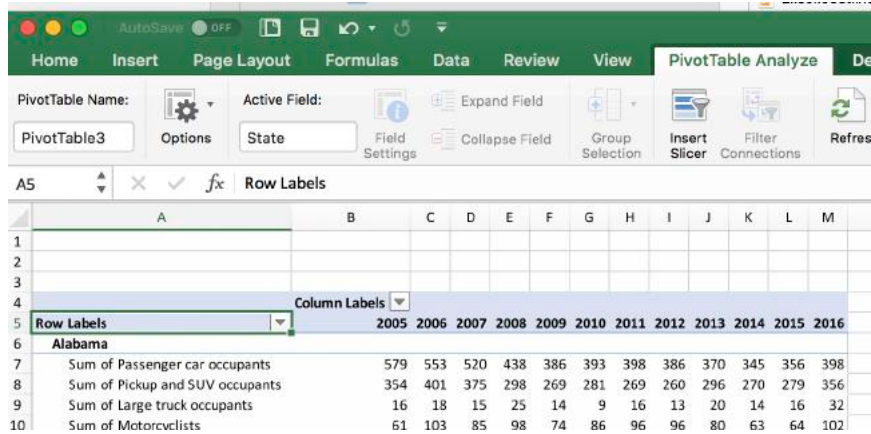 AutoSave OFF
Home Insert Page Layout Formulas Data Review View PivotTable Analyze De
PivotTable Name: Active Field: Expand Field
PivotTable3 Options State Field Settings Collapse Field Group Selection Insert Slicer Filter Connections Refres
A5 fx Row Labels
A B C D E F G H I J K L M
1
2
3
4 Column Labels
5 Row Labels 2005 2006 2007 2008 2009 2010 2011 2012 2013 2014 2015 2016
6 Alabama
7 Sum of Passenger car occupants 579 553 520 438 386 393 398 386 370 345 356 398
8 Sum of Pickup and SUV occupants 354 401 375 298 269 281 269 260 296 270 279 356
9 Sum of Large truck occupants 16 18 15 25 14 9 16 13 20 14 16 32
10 Sum of Motorcyclists 61 103 85 98 74 86 96 96 80 63 64 102